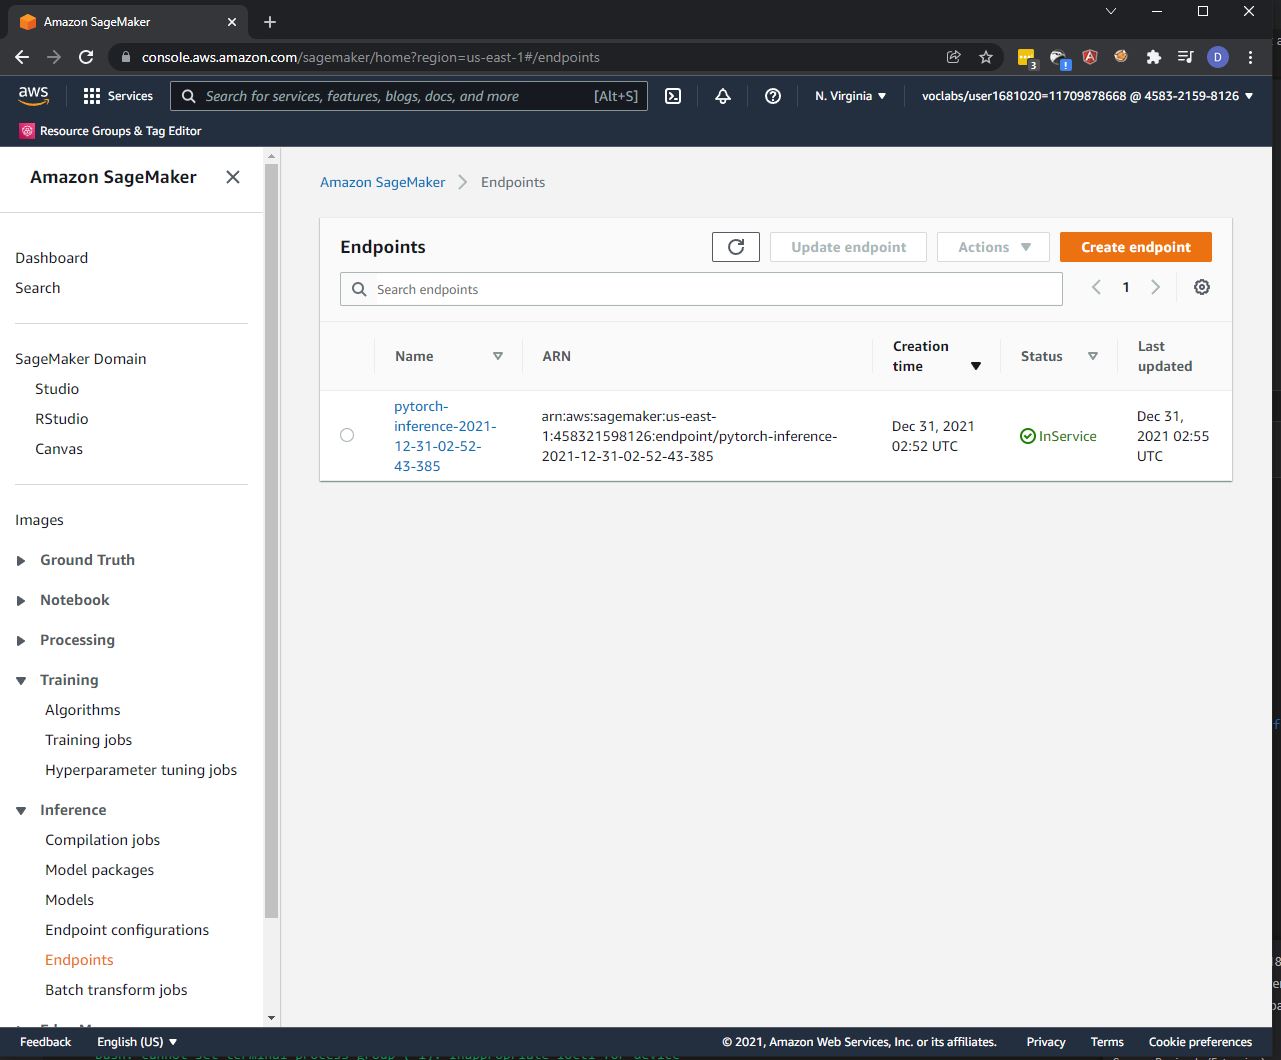 Amazon SageMaker
console.aws.amazon.com/sagemaker/home?region=us-east-1#/endpoints
3
!
D
aws
Services
Search for services, features, blogs, docs, and more
[Alt+S]
N. Virginia
voclabs/user1681020=11709878668 @ 4583-2159-8126
Resource Groups & Tag Editor
Amazon SageMaker
Dashboard
Search
SageMaker Domain
Studio
RStudio
Canvas
Images
Ground Truth
Notebook
Processing
Training
Algorithms
Training jobs
Hyperparameter tuning jobs
Inference
Compilation jobs
Model packages
Models
Endpoint configurations
Endpoints
Batch transform jobs
Amazon SageMaker
Endpoints
Endpoints
Update endpoint
Actions
Create endpoint
Search endpoints
1
Name
ARN
Creation
time
Status
Last
updated
pytorch-
inference-2021-
12-31-02-52-
43-385
arn:aws:sagemaker:us-east-
1:458321598126:endpoint/pytorch-inference-
2021-12-31-02-52-43-385
Dec 31, 2021
02:52 UTC
InService
Dec 31,
2021 02:55
UTC
Feedback
English (US)
© 2021, Amazon Web Services, Inc. or its affiliates.
Privacy
Terms
Cookie preferences